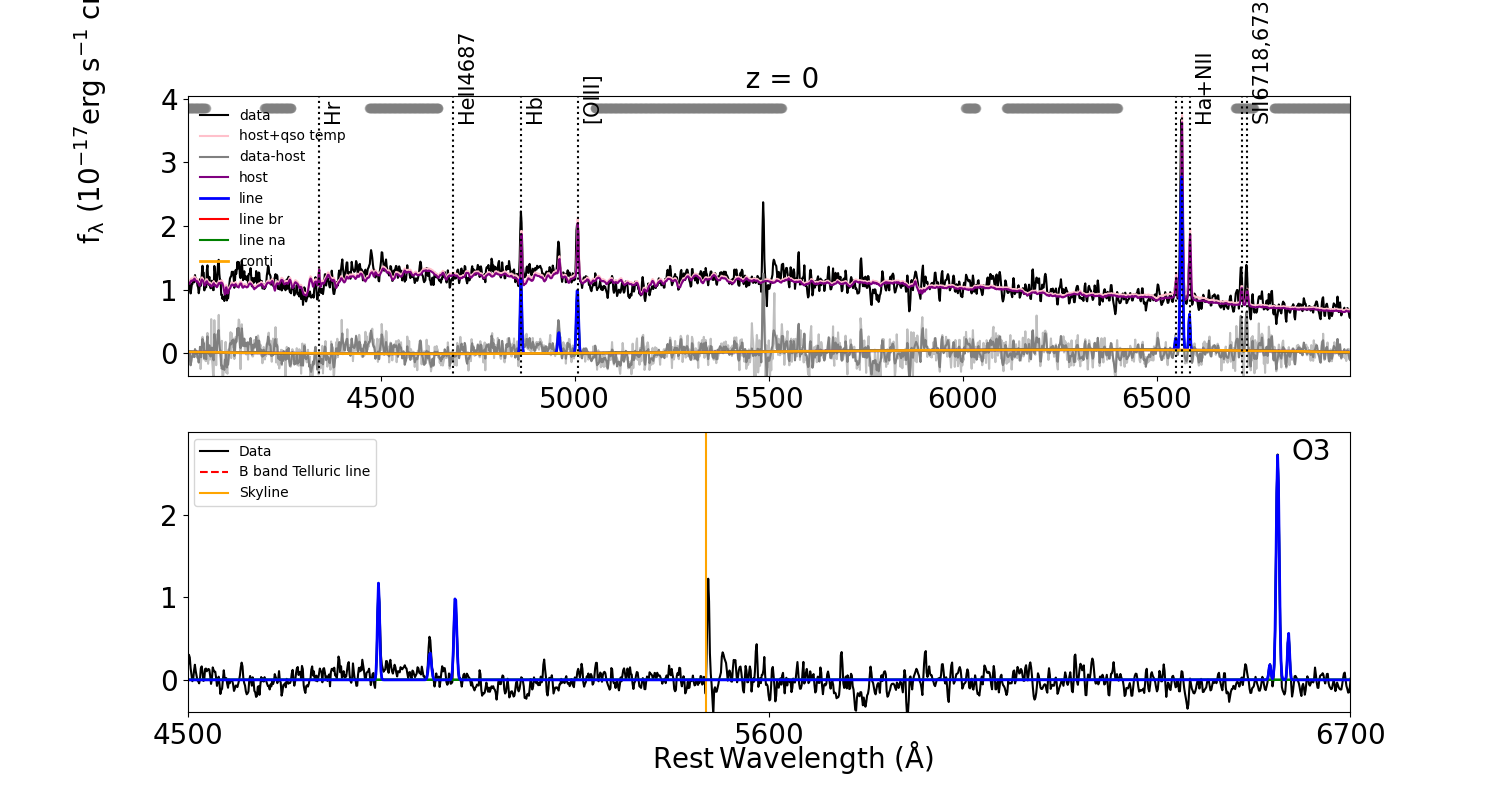 z = 0
f_λ (10^−17 erg s^−1
4
3
2
1
0
data
host+qso temp
data-host
host
line
line br
line na
conti
Hr
HeII4687
Hb
[OIII]
Ha+NII
SII6718,673
4500
5000
5500
6000
6500
Data
B band Telluric line
Skyline
O3
2
1
0
4500
5600
6700
Rest Wavelength (Å)